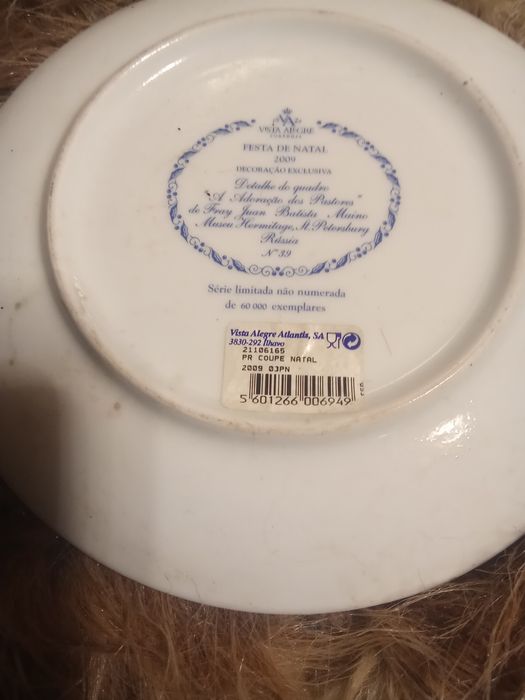 VA
VISTA ALEGRE
PORTUGAL
FESTA DE NATAL
2009
DECORAÇÃO EXCLUSIVA
Detalhe do quadro
"A Adoração dos Pastores"
de Fray Juan Batista Maino
Museu Hermitage, St. Petersburg
Rússia
Nº 39
Série limitada não numerada
de 60 000 exemplares
Vista Alegre Atlantis, SA
3830-292 Ílhavo
21106165
PR COUPE NATAL
2009 03PN
5 601266 006949